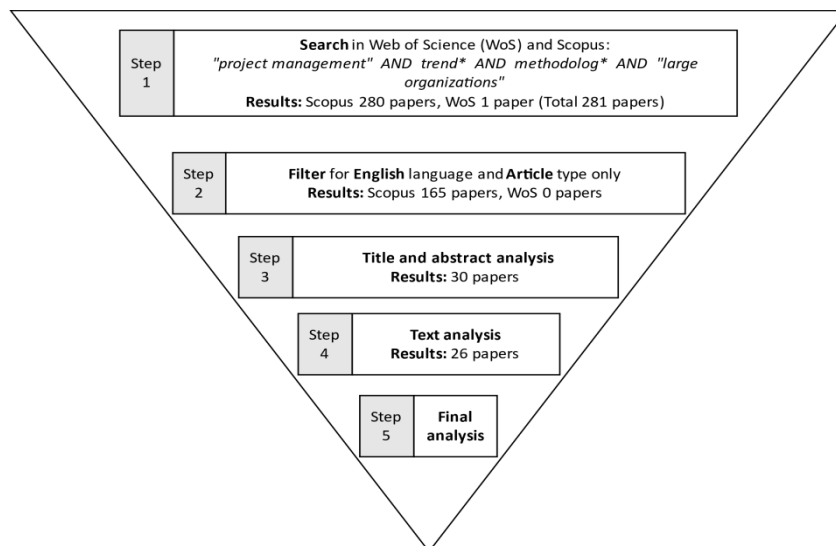 Step
1
Search in Web of Science (WoS) and Scopus:
"project management" AND trend* AND methodolog* AND "large
organizations"
Results: Scopus 280 papers, WoS 1 paper (Total 281 papers)
Step
2
Filter for English language and Article type only
Results: Scopus 165 papers, WoS 0 papers
Step
3
Title and abstract analysis
Results: 30 papers
Step
4
Text analysis
Results: 26 papers
Step
5
Final
analysis